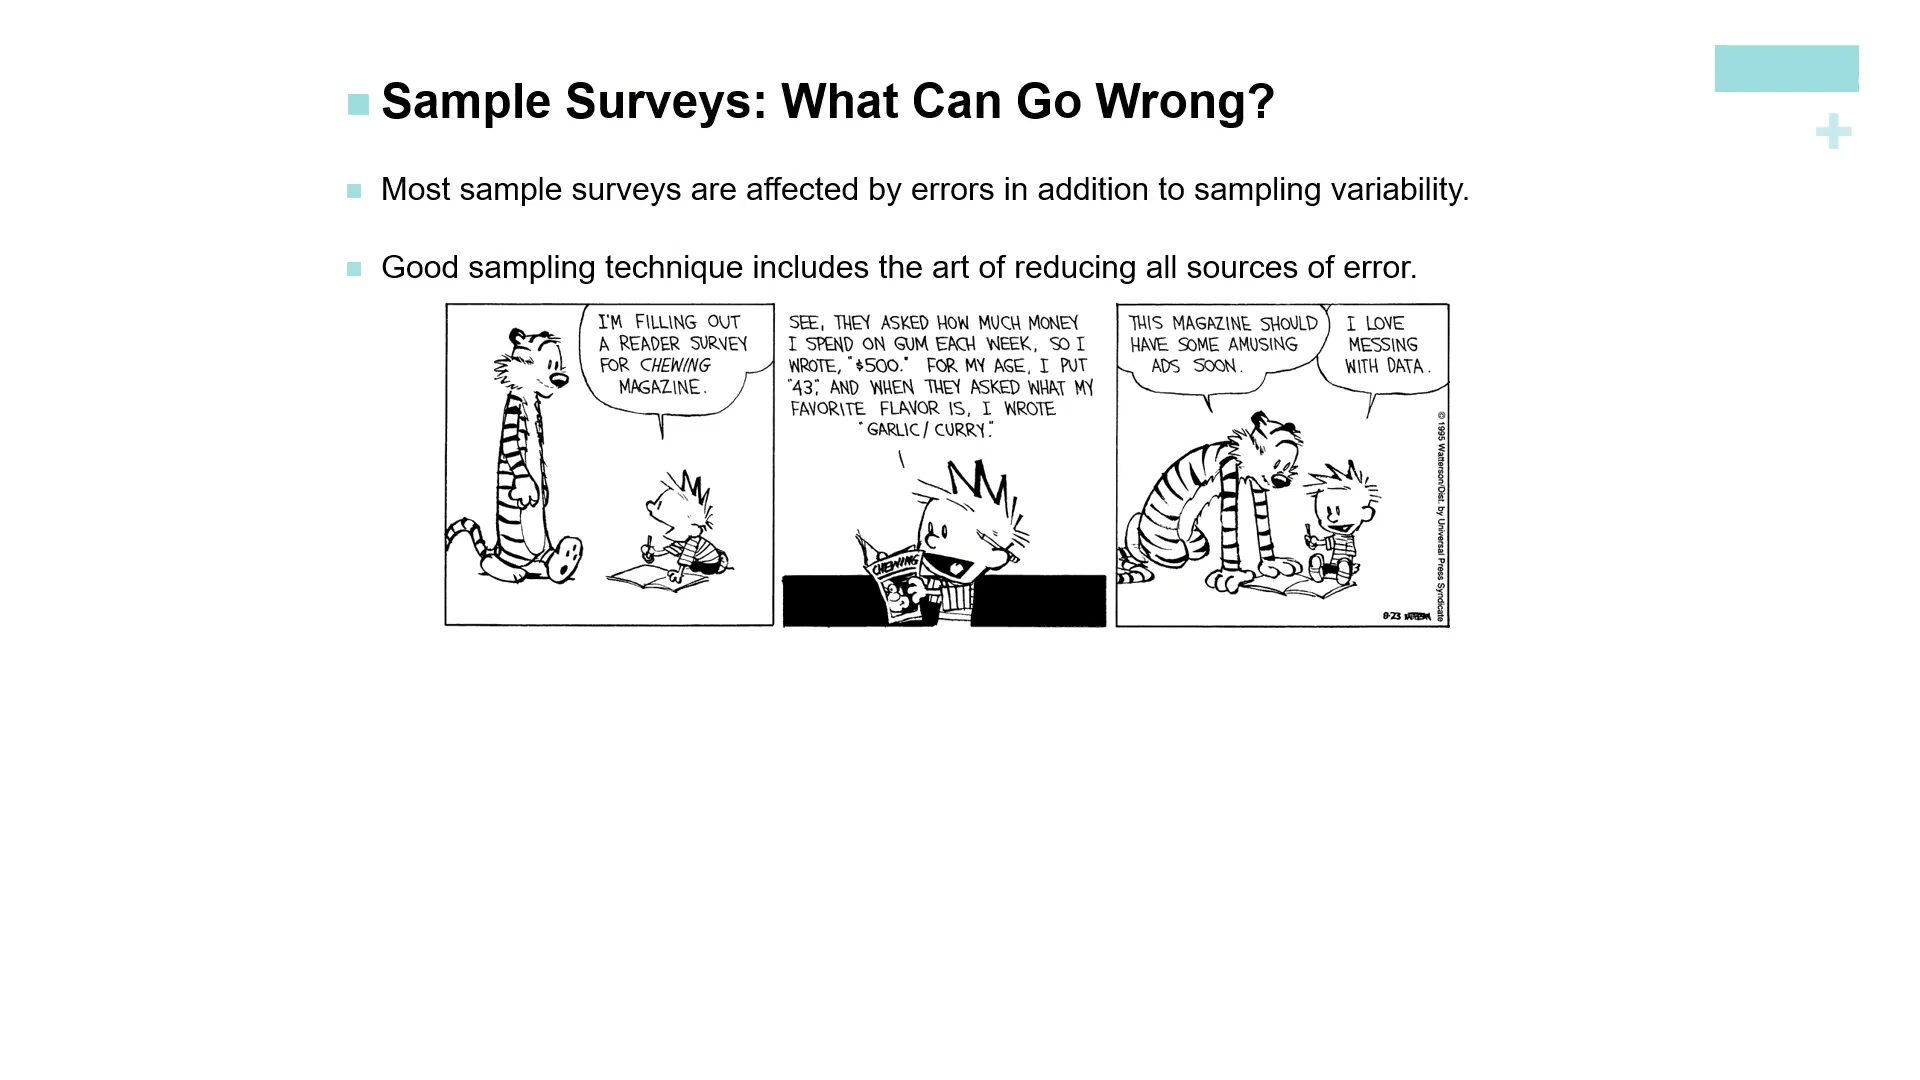 Sample Surveys: What Can Go Wrong?
Most sample surveys are affected by errors in addition to sampling variability.
Good sampling technique includes the art of reducing all sources of error.
I'M FILLING OUT
A READER SURVEY
FOR CHEWING
MAGAZINE.
SEE, THEY ASKED HOW MUCH MONEY
I SPEND ON GUM EACH WEEK, SO I
WROTE, "$500." FOR MY AGE, I PUT
"43", AND WHEN THEY ASKED WHAT MY
FAVORITE FLAVOR IS, I WROTE
"GARLIC / CURRY."
CHEWING
THIS MAGAZINE SHOULD
HAVE SOME AMUSING
ADS SOON.
I LOVE
MESSING
WITH DATA.
© 1995 Watterson/Dist. by Universal Press Syndicate
8-23 WATTERSON